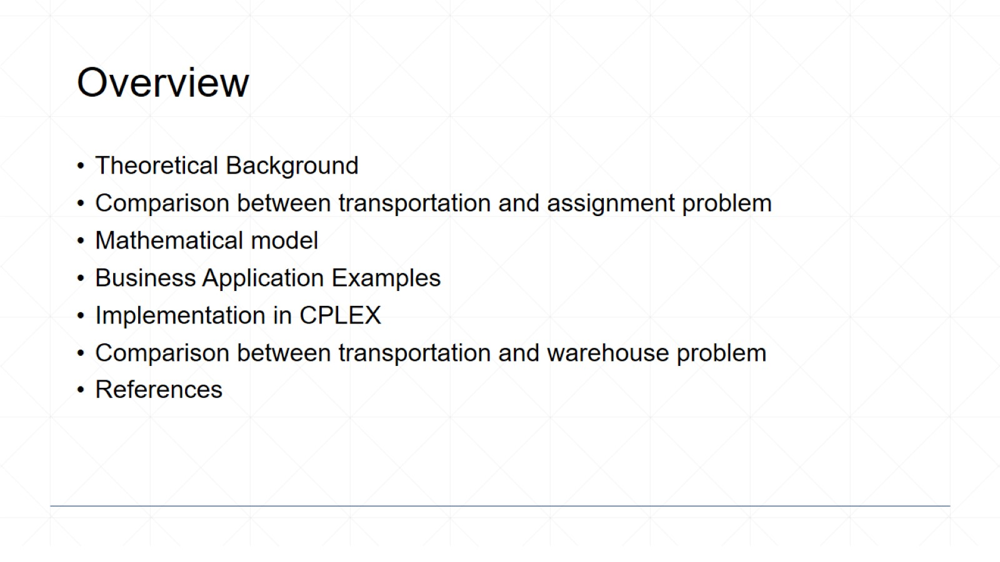 Overview
• Theoretical Background
• Comparison between transportation and assignment problem
• Mathematical model
• Business Application Examples
• Implementation in CPLEX
• Comparison between transportation and warehouse problem
• References